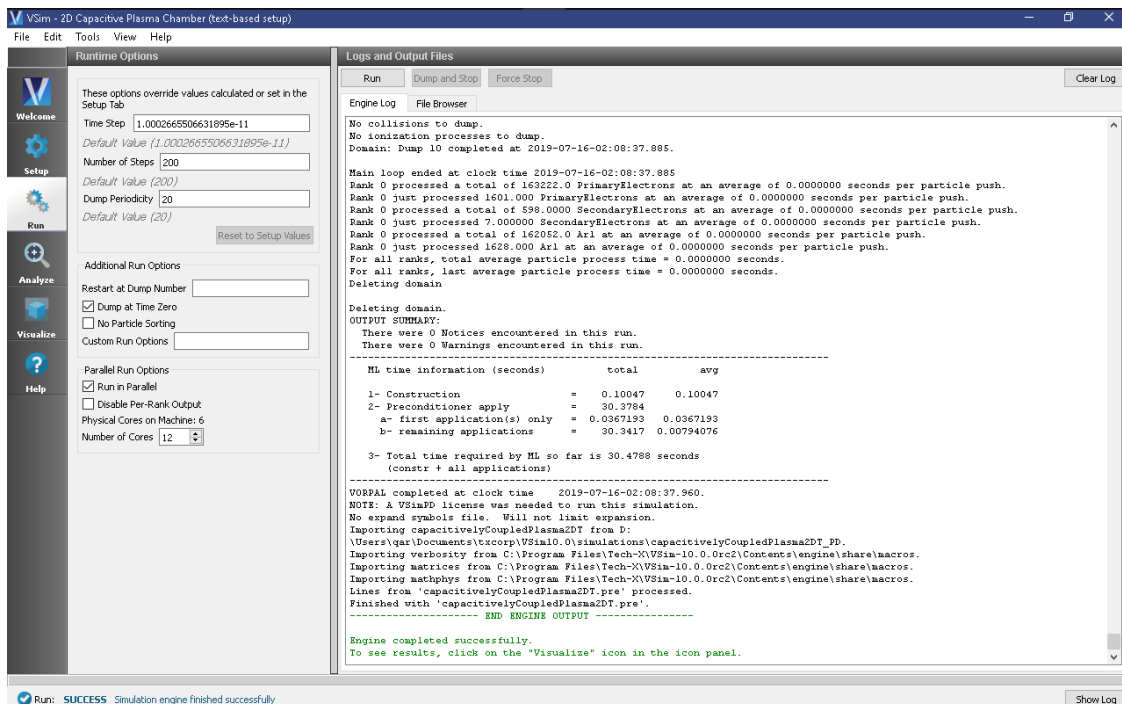 VSim - 2D Capacitive Plasma Chamber (text-based setup)
File Edit Tools View Help
Welcome
Setup
Run
Analyze
Visualize
Help
Runtime Options
These options override values calculated or set in the
Setup Tab
Time Step 1.0002665506631895e-11
Default Value (1.0002665506631895e-11)
Number of Steps 200
Default Value (200)
Dump Periodicity 20
Default Value (20)
Reset to Setup Values
Additional Run Options
Restart at Dump Number
Dump at Time Zero
No Particle Sorting
Custom Run Options
Parallel Run Options
Run in Parallel
Disable Per-Rank Output
Physical Cores on Machine: 6
Number of Cores 12
Logs and Output Files
Run Dump and Stop Force Stop Clear Log
Engine Log File Browser
No collisions to dump.
No ionization processes to dump.
Domain: Dump 10 completed at 2019-07-16-02:08:37.885.
Main loop ended at clock time 2019-07-16-02:08:37.885
Rank 0 processed a total of 163222.0 PrimaryElectrons at an average of 0.0000000 seconds per particle push.
Rank 0 just processed 1601.000 PrimaryElectrons at an average of 0.0000000 seconds per particle push.
Rank 0 processed a total of 598.0000 SecondaryElectrons at an average of 0.0000000 seconds per particle push.
Rank 0 just processed 7.000000 SecondaryElectrons at an average of 0.0000000 seconds per particle push.
Rank 0 processed a total of 162052.0 Ar1 at an average of 0.0000000 seconds per particle push.
Rank 0 just processed 1628.000 Ar1 at an average of 0.0000000 seconds per particle push.
For all ranks, total average particle process time = 0.0000000 seconds.
For all ranks, last average particle process time = 0.0000000 seconds.
Deleting domain
Deleting domain.
OUTPUT SUMMARY:
There were 0 Notices encountered in this run.
There were 0 Warnings encountered in this run.
--------------------------------------------------------------------------------
ML time information (seconds) total avg
1- Construction = 0.10047 0.10047
2- Preconditioner apply = 30.3784
a- first application(s) only = 0.0367193 0.0367193
b- remaining applications = 30.3417 0.00794076
3- Total time required by ML so far is 30.4788 seconds
(constr + all applications)
--------------------------------------------------------------------------------
VORPAL completed at clock time 2019-07-16-02:08:37.960.
NOTE: A VSimPD license was needed to run this simulation.
No expand symbols file. Will not limit expansion.
Importing capacitivelyCoupledPlasma2DT from D:
\Users\qar\Documents\txcorp\VSim10.0\simulations\capacitivelyCoupledPlasma2DT_PD.
Importing verbosity from C:\Program Files\Tech-X\VSim-10.0.0rc2\Contents\engine\share\macros.
Importing matrices from C:\Program Files\Tech-X\VSim-10.0.0rc2\Contents\engine\share\macros.
Importing mathphys from C:\Program Files\Tech-X\VSim-10.0.0rc2\Contents\engine\share\macros.
Lines from 'capacitivelyCoupledPlasma2DT.pre' processed.
Finished with 'capacitivelyCoupledPlasma2DT.pre'.
--------------------- END ENGINE OUTPUT ----------------
Engine completed successfully.
To see results, click on the "Visualize" icon in the icon panel.
Run: SUCCESS Simulation engine finished successfully
Show Log